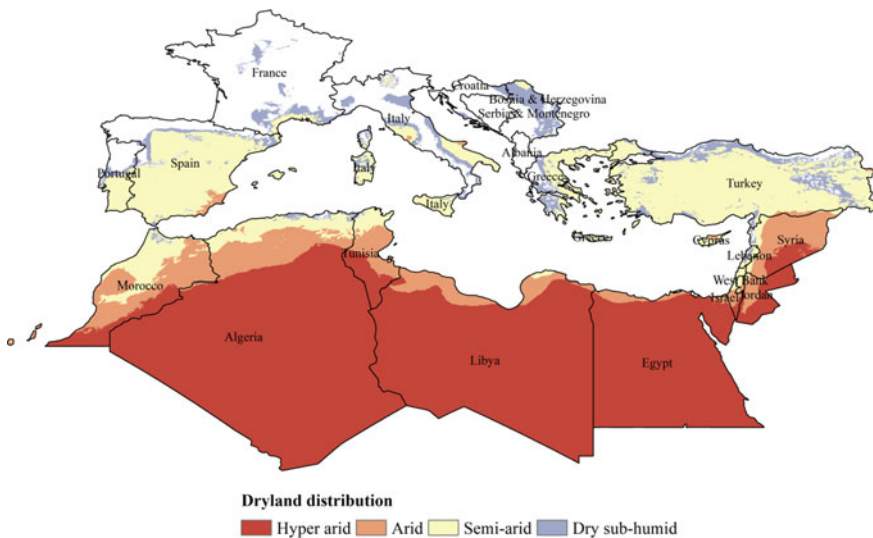 France
Croatia
Bosnia & Herzegovina
Serbia & Montenegro
Italy
Albania
Spain
Portugal
Italy
Greece
Turkey
Italy
Greece
Cyprus
Syria
Lebanon
Tunisia
West Bank
Israel
Jordan
Morocco
Algeria
Libya
Egypt
Dryland distribution
Hyper arid Arid Semi-arid Dry sub-humid